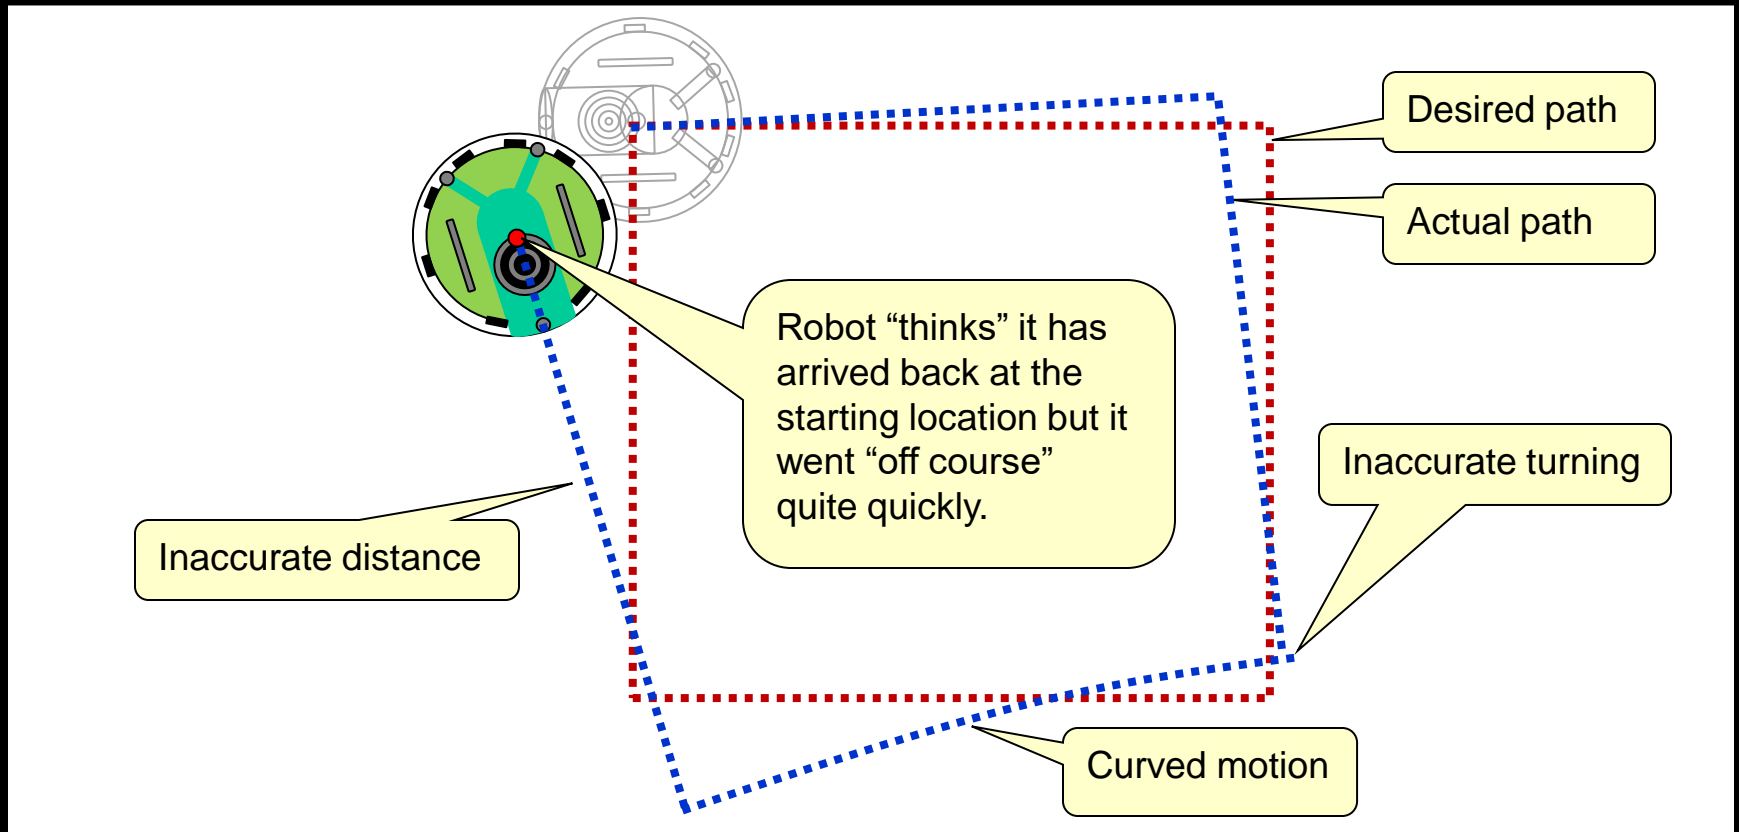 Desired path
Actual path
Robot “thinks” it has
arrived back at the
starting location but it
went “off course”
quite quickly.
Inaccurate turning
Inaccurate distance
Curved motion